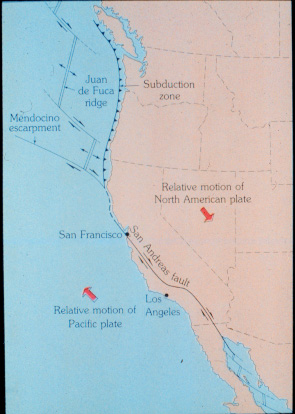 Juan
de Fuca
ridge
Subduction
zone
Mendocino
escarpment
Relative motion of
North American plate
San Francisco
San Andreas fault
Los
Angeles
Relative motion of
Pacific plate